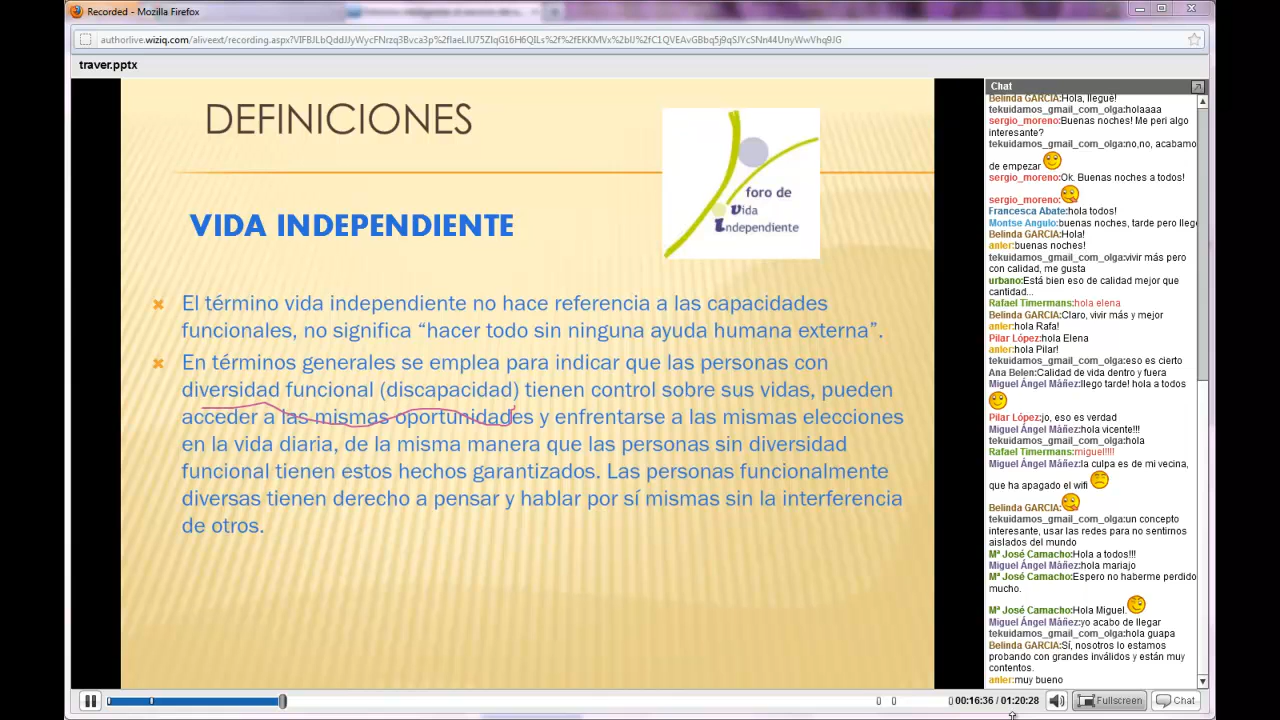 Recorded - Mozilla Firefox
traver.pptx
DEFINICIONES
foro de
vida
independiente
VIDA INDEPENDIENTE
El término vida independiente no hace referencia a las capacidades
funcionales, no significa “hacer todo sin ninguna ayuda humana externa”.
En términos generales se emplea para indicar que las personas con
diversidad funcional (discapacidad) tienen control sobre sus vidas, pueden
acceder a las mismas oportunidades y enfrentarse a las mismas elecciones
en la vida diaria, de la misma manera que las personas sin diversidad
funcional tienen estos hechos garantizados. Las personas funcionalmente
diversas tienen derecho a pensar y hablar por sí mismas sin la interferencia
de otros.
Chat
Belinda GARCIA:Hola, llegue!
tekuidamos_gmail_com_olga:holaaaa
sergio_moreno:Buenas noches! Me peri algo
interesante?
tekuidamos_gmail_com_olga:no,no, acabamo
de empezar
sergio_moreno:Ok. Buenas noches a todos!
sergio_moreno:
Francesca Abate:hola todos!
Montse Angulo:buenas noches, tarde pero llego
Belinda GARCIA:Hola!
anler:buenas noches!
tekuidamos_gmail_com_olga:vivir más pero
con calidad, me gusta
urbano:Está bien eso de calidad mejor que
cantidad...
Rafael Timermans:hola elena
Belinda GARCIA:Claro, vivir más y mejor
anler:hola Rafa!
Pilar López:hola Elena
anler:hola Pilar!
tekuidamos_gmail_com_olga:eso es cierto
Ana Belen:Calidad de vida dentro y fuera
Miguel Ángel Máñez:llego tarde! hola a todos
Pilar López:jo, eso es verdad
Miguel Ángel Máñez:hola vicente!!!
tekuidamos_gmail_com_olga:hola
Rafael Timermans:miguel!!!!
Miguel Ángel Máñez:la culpa es de mi vecina,
que ha apagado el wifi
Belinda GARCIA:
tekuidamos_gmail_com_olga:un concepto
interesante, usar las redes para no sentirnos
aislados del mundo
Mª José Camacho:Hola a todos!!!
Miguel Ángel Máñez:hola mariajo
Mª José Camacho:Espero no haberme perdido
mucho.
Mª José Camacho:Hola Miguel.
Miguel Ángel Máñez:yo acabo de llegar
tekuidamos_gmail_com_olga:hola guapa
Belinda GARCIA:Sí, nosotros lo estamos
probando con grandes inválidos y están muy
contentos.
anler:muy bueno
00:16:36 / 01:20:28
Fullscreen
Chat